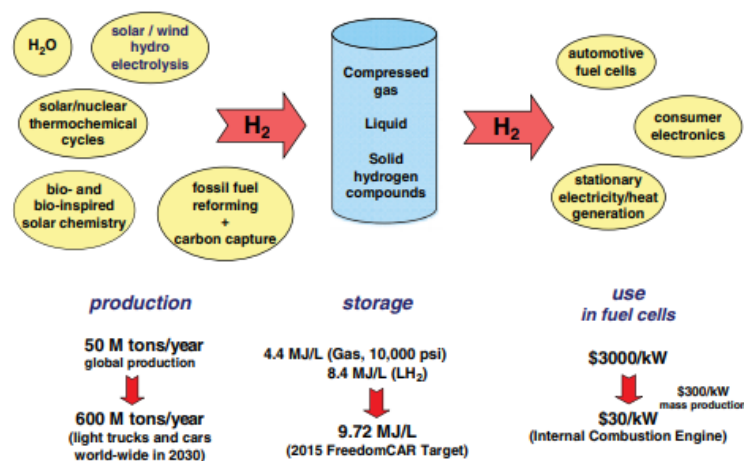 H₂O
solar / wind
hydro
electrolysis
solar/nuclear
thermochemical
cycles
bio- and
bio-inspired
solar chemistry
fossil fuel
reforming
+
carbon capture
H₂
Compressed
gas
Liquid
Solid
hydrogen
compounds
H₂
automotive
fuel cells
consumer
electronics
stationary
electricity/heat
generation
production
50 M tons/year
global production
600 M tons/year
(light trucks and cars
world-wide in 2030)
storage
4.4 MJ/L (Gas, 10,000 psi)
8.4 MJ/L (LH₂)
9.72 MJ/L
(2015 FreedomCAR Target)
use
in fuel cells
$3000/kW
$300/kW
mass production
$30/kW
(Internal Combustion Engine)